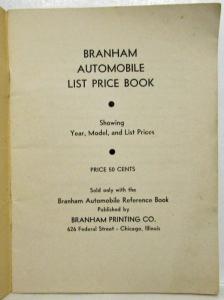 BRANHAM
AUTOMOBILE
LIST PRICE BOOK
Showing
Year, Model, and List Prices
PRICE 50 CENTS
Sold only with the
Branham Automobile Reference Book
Published by
BRANHAM PRINTING CO.
626 Federal Street - Chicago, Illinois